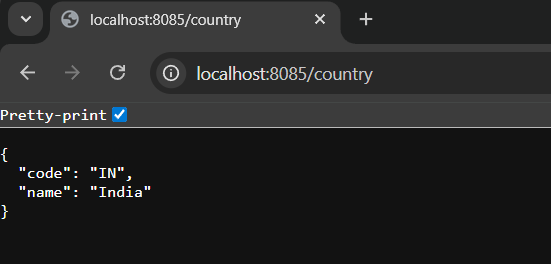 localhost:8085/country
localhost:8085/country
Pretty-print
{
  "code": "IN",
  "name": "India"
}